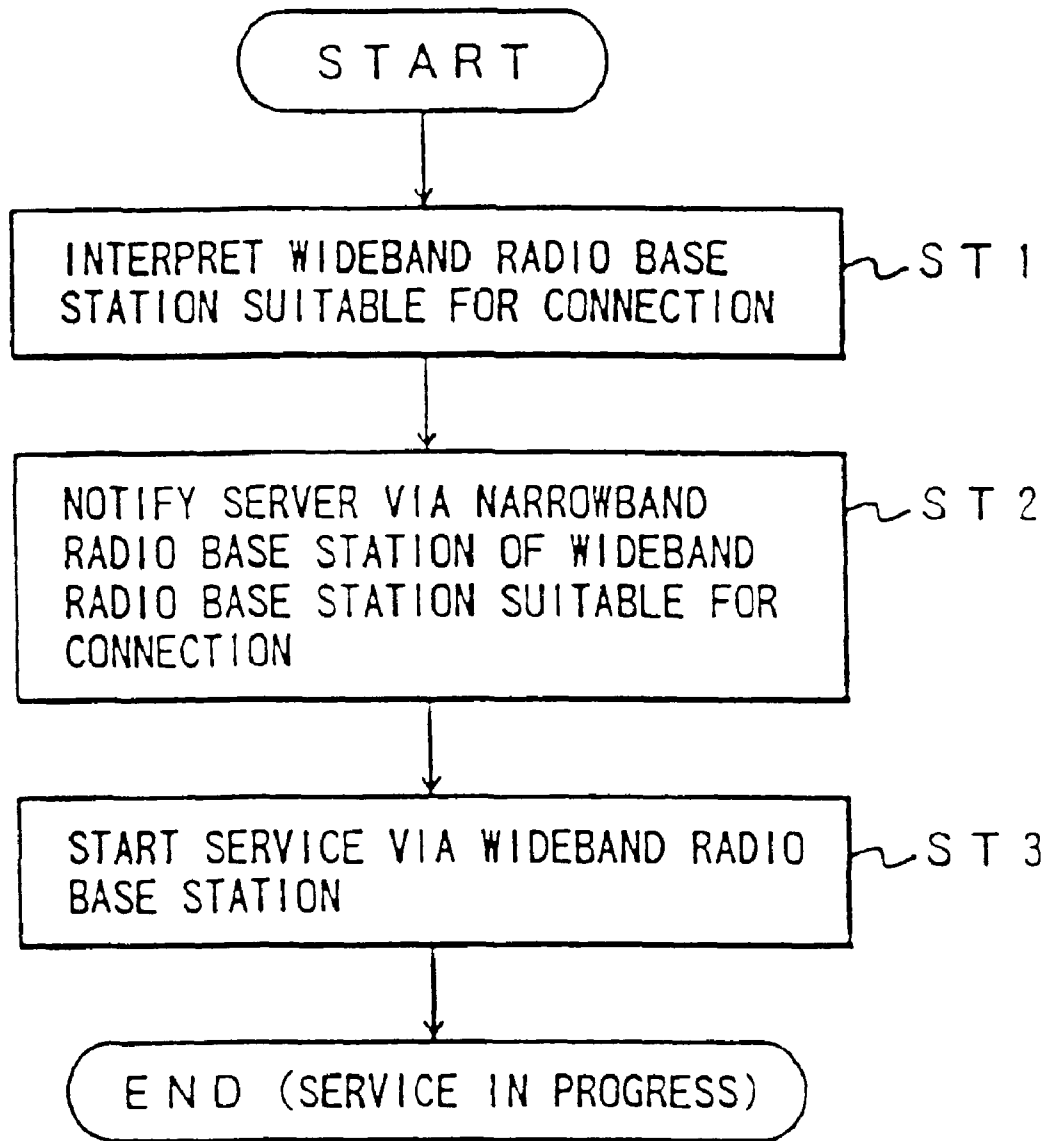 START
INTERPRET WIDEBAND RADIO BASE
STATION SUITABLE FOR CONNECTION
ST1
NOTIFY SERVER VIA NARROWBAND
RADIO BASE STATION OF WIDEBAND
RADIO BASE STATION SUITABLE FOR
CONNECTION
ST2
START SERVICE VIA WIDEBAND RADIO
BASE STATION
ST3
END (SERVICE IN PROGRESS)